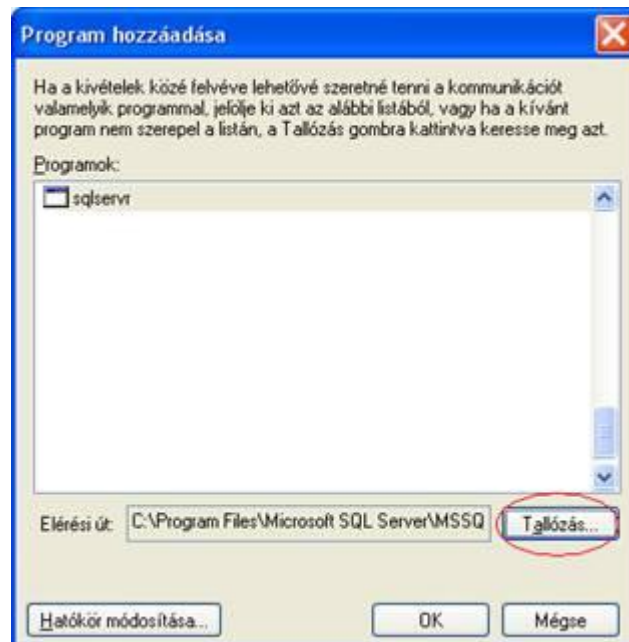 Program hozzáadása
Ha a kivételek közé felvéve lehetővé szeretné tenni a kommunikációt
valamelyik programmal, jelölje ki azt az alábbi listából, vagy ha a kívánt
program nem szerepel a listán, a Tallózás gombra kattintva keresse meg azt.
Programok:
sqlservr
Elérési út: C:\Program Files\Microsoft SQL Server\MSSQ Tallózás...
Hatókör módosítása... OK Mégse